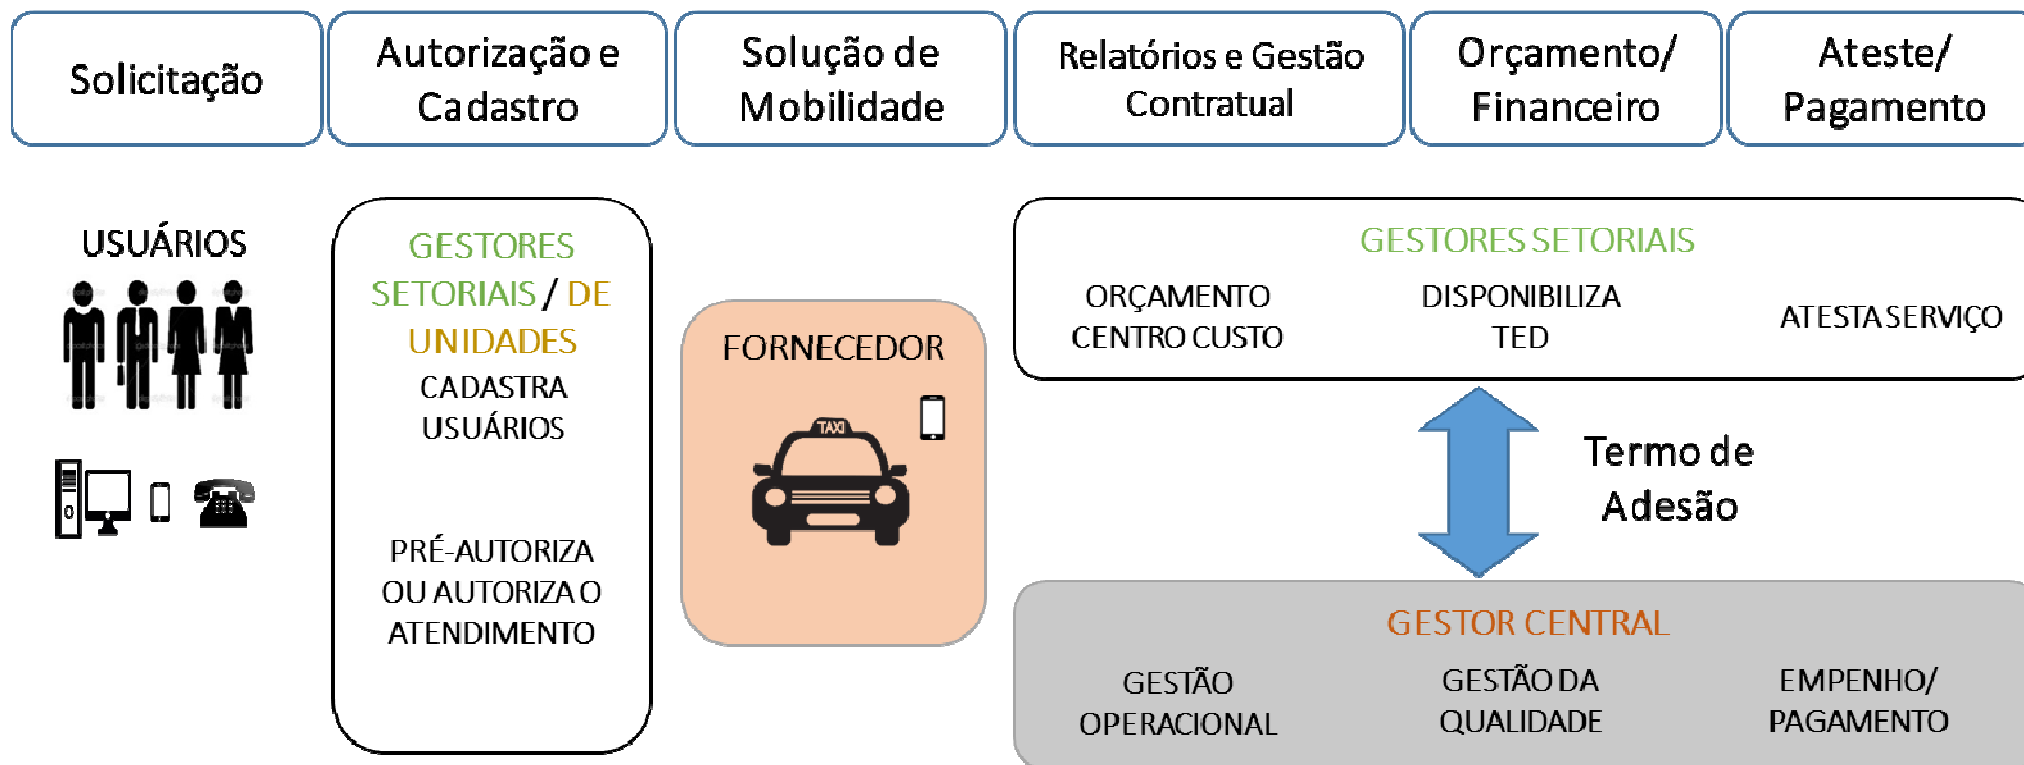 Solicitação
Autorização e
Cadastro
Solução de
Mobilidade
Relatórios e Gestão
Contratual
Orçamento/
Financeiro
Ateste/
Pagamento
USUÁRIOS
GESTORES
SETORIAIS / DE
UNIDADES
CADASTRA
USUÁRIOS
PRÉ-AUTORIZA
OU AUTORIZA O
ATENDIMENTO
FORNECEDOR
TAXI
GESTORES SETORIAIS
ORÇAMENTO
CENTRO CUSTO
DISPONIBILIZA
TED
ATESTA SERVIÇO
Termo de
Adesão
GESTOR CENTRAL
GESTÃO
OPERACIONAL
GESTÃO DA
QUALIDADE
EMPENHO/
PAGAMENTO